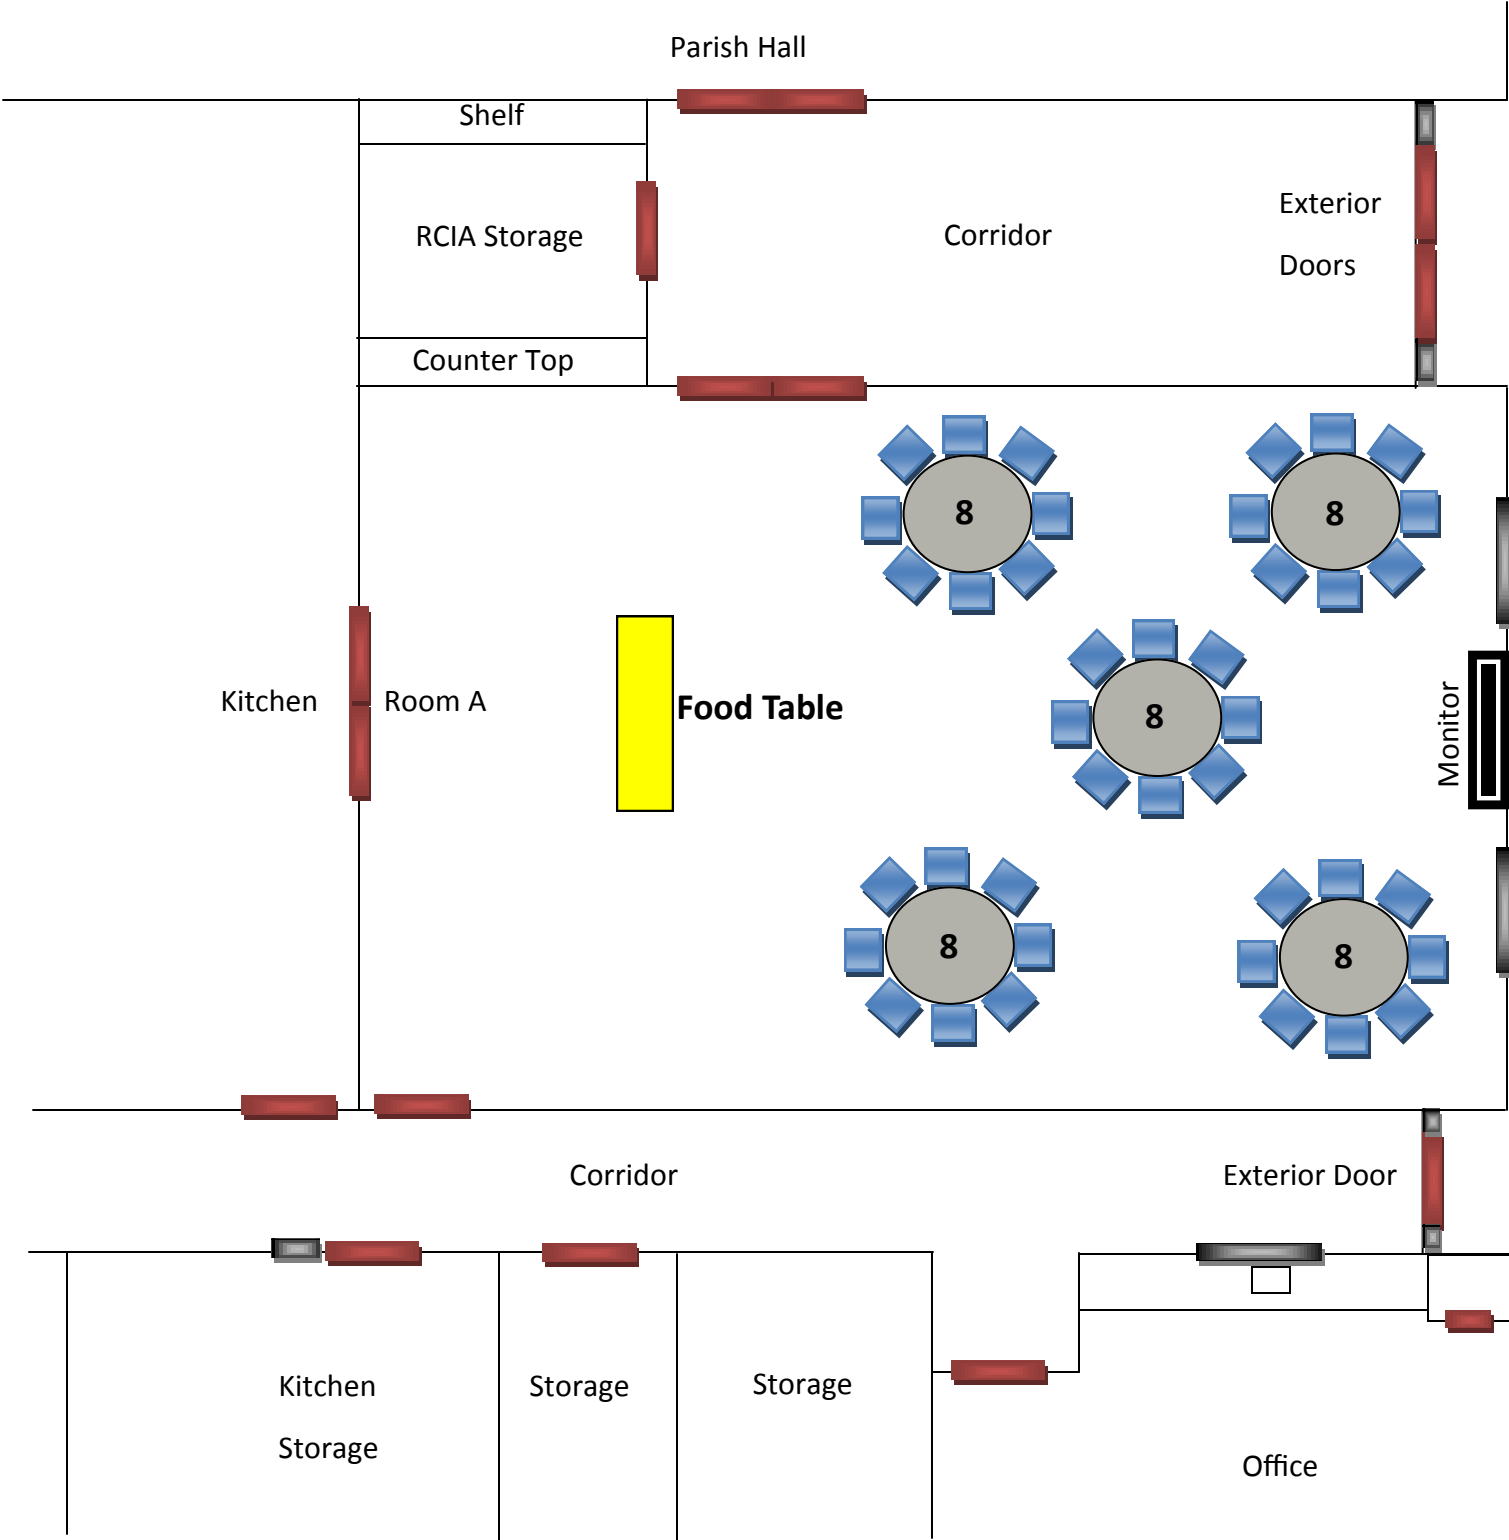 Parish Hall
Shelf
RCIA Storage
Counter Top
Corridor
Exterior
Doors
8
8
Kitchen
Room A
Food Table
8
Monitor
8
8
Corridor
Exterior Door
Kitchen
Storage
Storage
Storage
Office